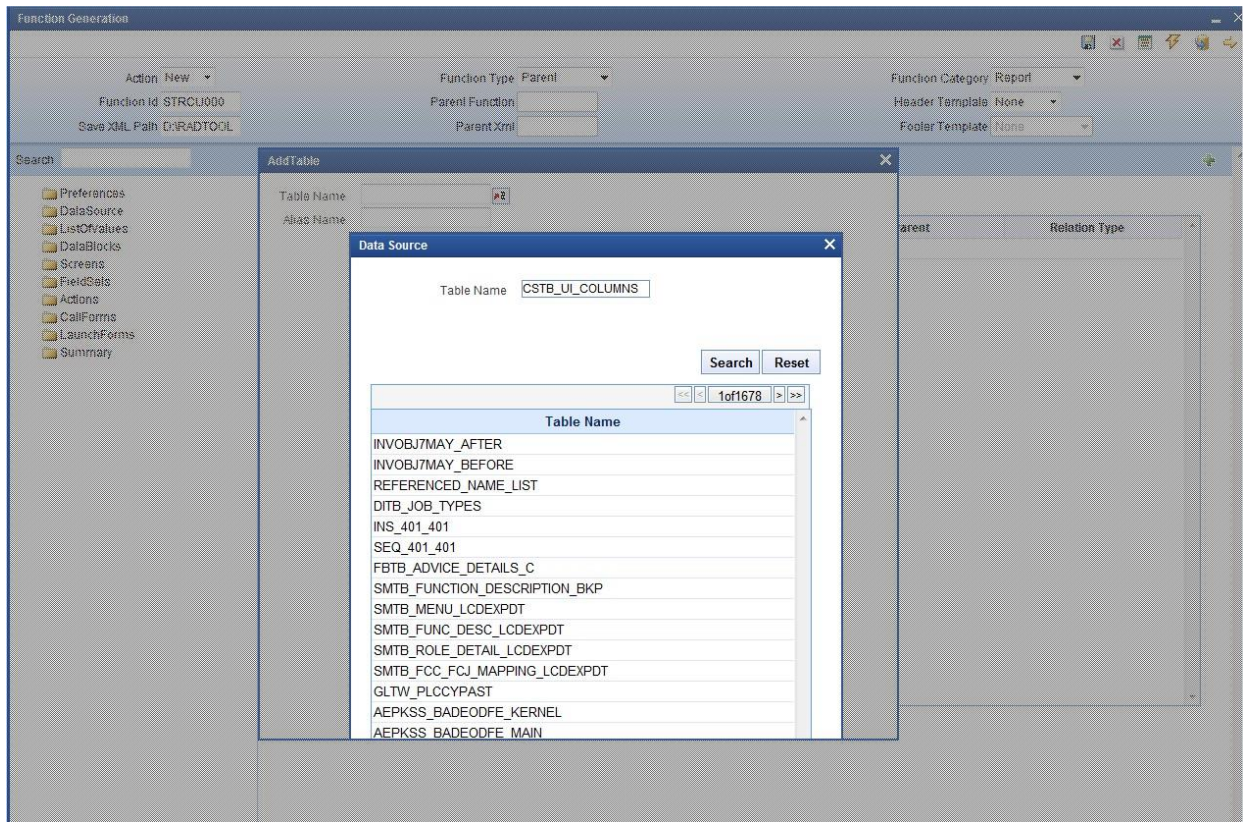 Function Generation
Action New Function Type Parent Function Category Report
Function Id STRCU000 Parent Function Header Template None
Save XML Path D:\RADTOOL Parent Xml Footer Template None
Search
AddTable
Preferences
DataSource
ListOfValues
DataBlocks
Screens
FieldSets
Actions
CallForms
LaunchForms
Summary
Table Name
Alias Name
arent Relation Type
Data Source
Table Name CSTB_UI_COLUMNS
Search Reset
<< < 1of1678 > >>
Table Name
INVOBJ7MAY_AFTER
INVOBJ7MAY_BEFORE
REFERENCED_NAME_LIST
DITB_JOB_TYPES
INS_401_401
SEQ_401_401
FBTB_ADVICE_DETAILS_C
SMTB_FUNCTION_DESCRIPTION_BKP
SMTB_MENU_LCDEXPDT
SMTB_FUNC_DESC_LCDEXPDT
SMTB_ROLE_DETAIL_LCDEXPDT
SMTB_FCC_FCJ_MAPPING_LCDEXPDT
GLTW_PLCCYPAST
AEPKSS_BADEODFE_KERNEL
AEPKSS_BADEODFE_MAIN